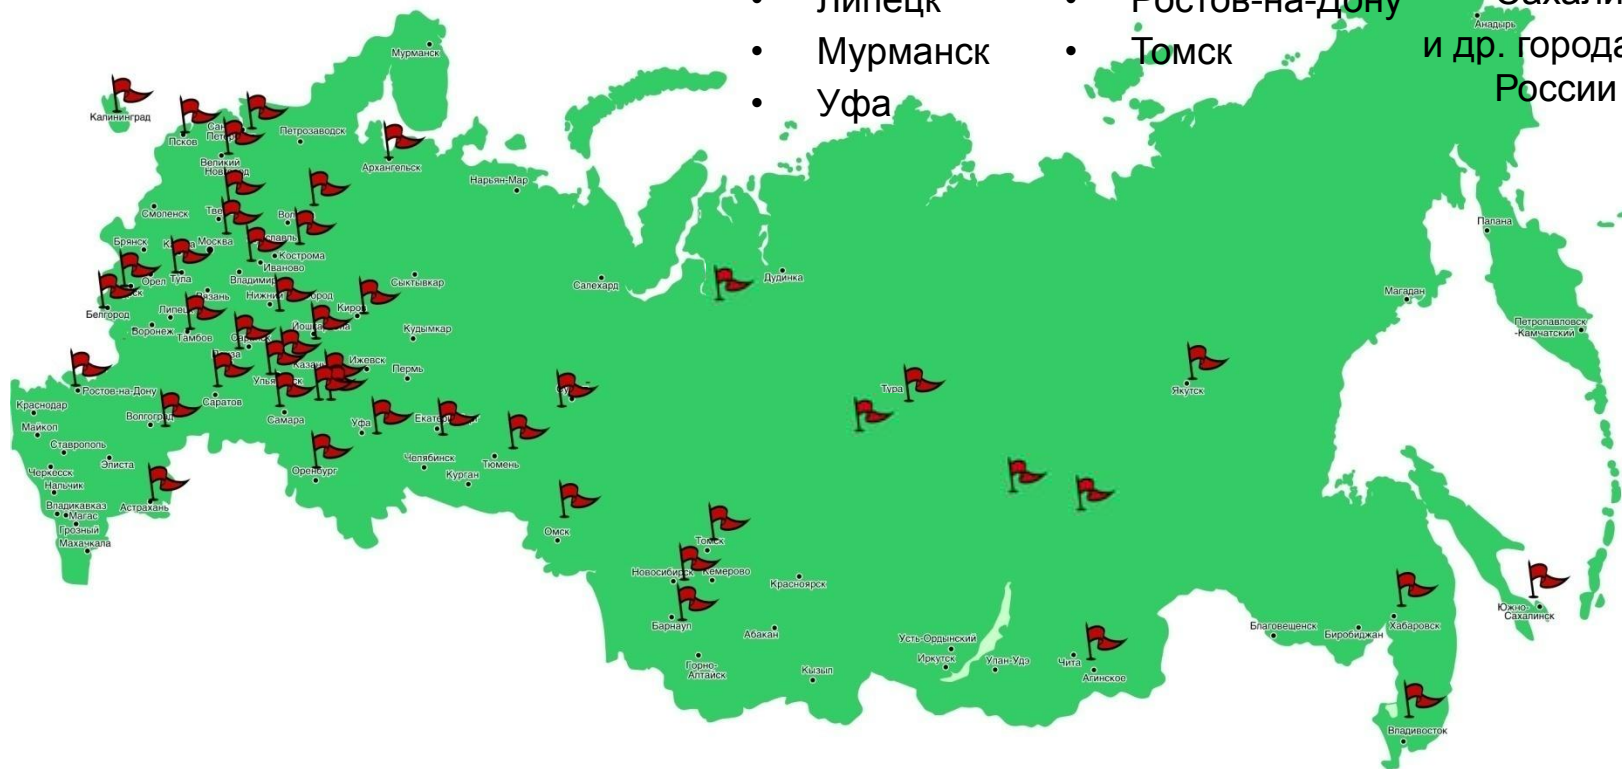 Липецк
Ростов-на-Дону
Мурманск
Томск
и др. города
Уфа
России
Анадырь
Мурманск
Калининград
Псков
Петрозаводск
Архангельск
Великий
Нарьян-Мар
Смоленск
Палана
Брянск
Москва
Кострома
Иваново
Орел
Тула
Владимир
Сыктывкар
Салехард
Дудинка
Магадан
Белгород
Петропавловск
-Камчатский
Воронеж
Тамбов
Кудымкар
Ижевск
Пермь
Тура
Якутск
Ростов-на-Дону
Саратов
Краснодар
Волгоград
Самара
Уфа
Майкоп
Ставрополь
Элиста
Челябинск
Тюмень
Черкесск
Оренбург
Курган
Нальчик
Владикавказ
Магас
Астрахань
Грозный
Омск
Томск
Махачкала
Новосибирск
Кемерово
Красноярск
Южно-
Сахалинск
Барнаул
Абакан
Благовещенск
Биробиджан
Хабаровск
Усть-Ордынский
Иркутск
Улан-Удэ
Чита
Агинское
Горно-
Алтайск
Кызыл
Владивосток